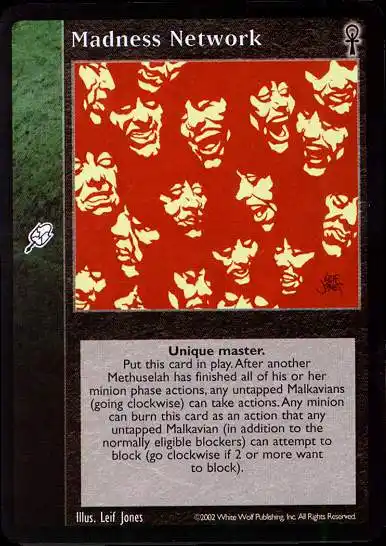 Madness Network
LEIF
JONES
Unique master.
Put this card in play. After another
Methuselah has finished all of his or her
minion phase actions, any untapped Malkavians
(going clockwise) can take actions. Any minion
can burn this card as an action that any
untapped Malkavian (in addition to the
normally eligible blockers) can attempt to
block (go clockwise if 2 or more want
to block).
Illus. Leif Jones ©2002 White Wolf Publishing, Inc. All Rights Reserved.